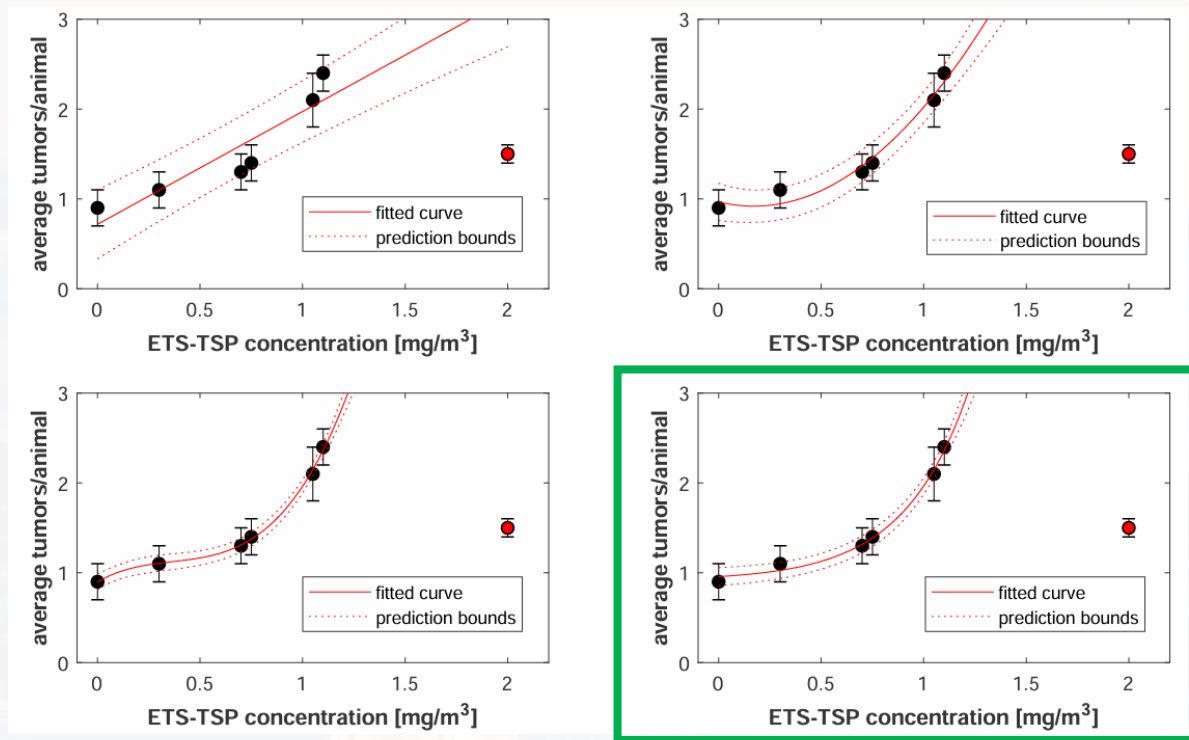 3
2
1
0
average tumors/animal
fitted curve
prediction bounds
0 0.5 1 1.5 2
ETS-TSP concentration [mg/m³]
3
2
1
0
average tumors/animal
fitted curve
prediction bounds
0 0.5 1 1.5 2
ETS-TSP concentration [mg/m³]
3
2
1
0
average tumors/animal
fitted curve
prediction bounds
0 0.5 1 1.5 2
ETS-TSP concentration [mg/m³]
3
2
1
0
average tumors/animal
fitted curve
prediction bounds
0 0.5 1 1.5 2
ETS-TSP concentration [mg/m³]